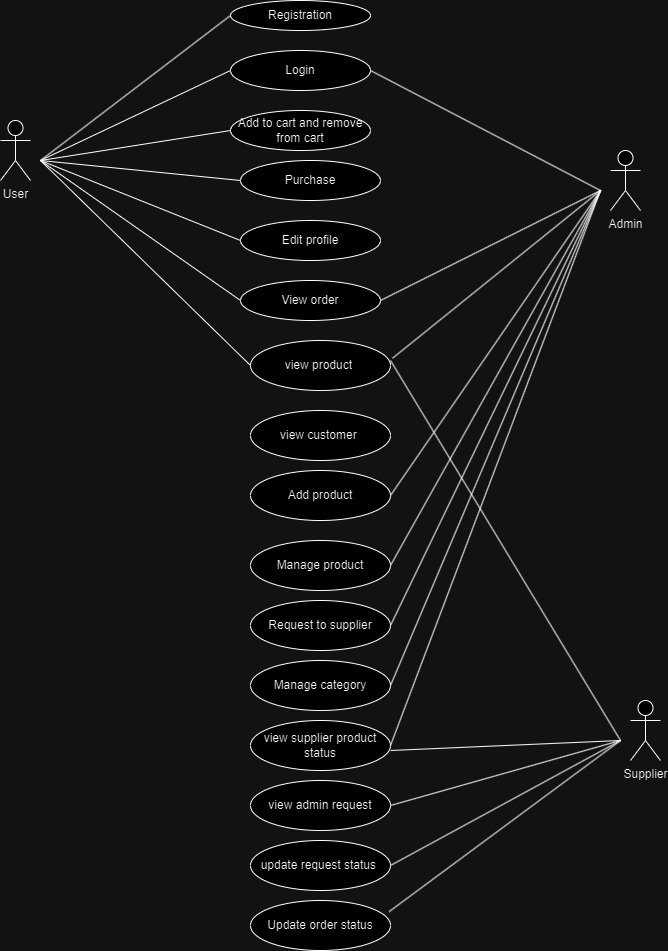 Registration
Login
Add to cart and remove
from cart
User
Purchase
Admin
Edit profile
View order
view product
view customer
Add product
Manage product
Request to supplier
Manage category
view supplier product
status
Supplier
view admin request
update request status
Update order status